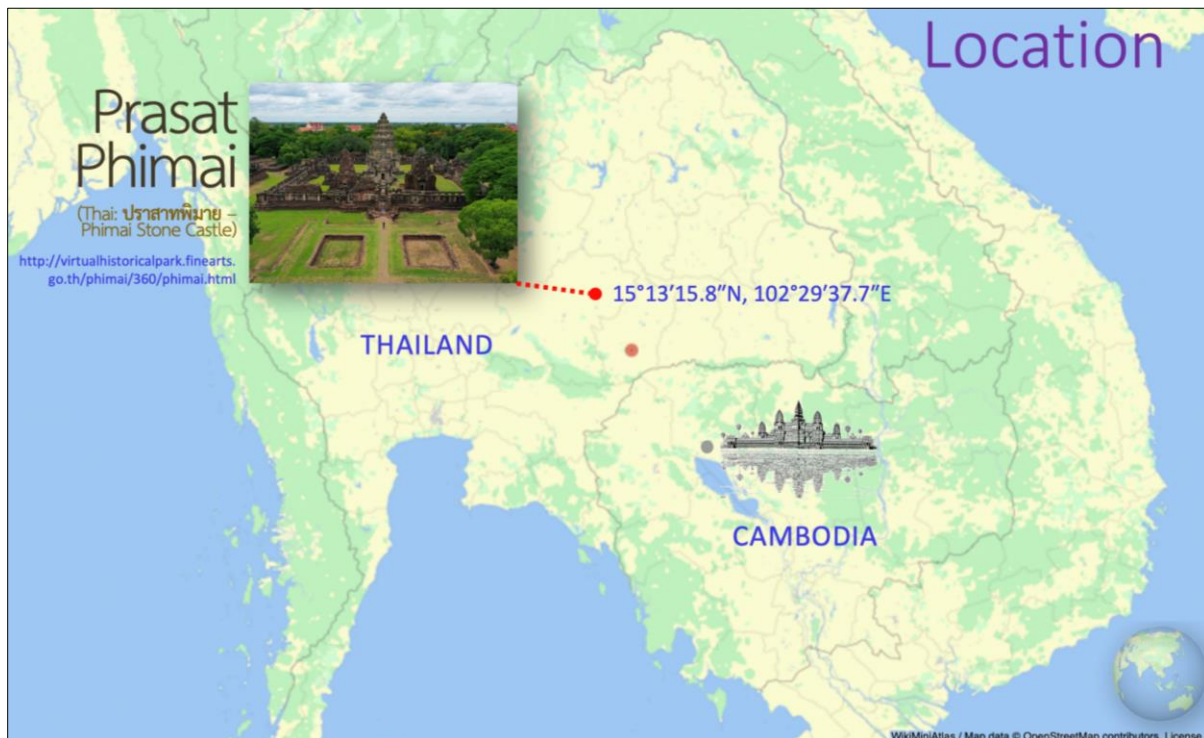 Location
Prasat
Phimai
(Thai: ปราสาทพิมาย –
Phimai Stone Castle)
http://virtualhistoricalpark.finearts.
go.th/phimai/360/phimai.html
15°13’15.8”N, 102°29’37.7”E
THAILAND
CAMBODIA
WikiMiniAtlas / Map data © OpenStreetMap contributors, License